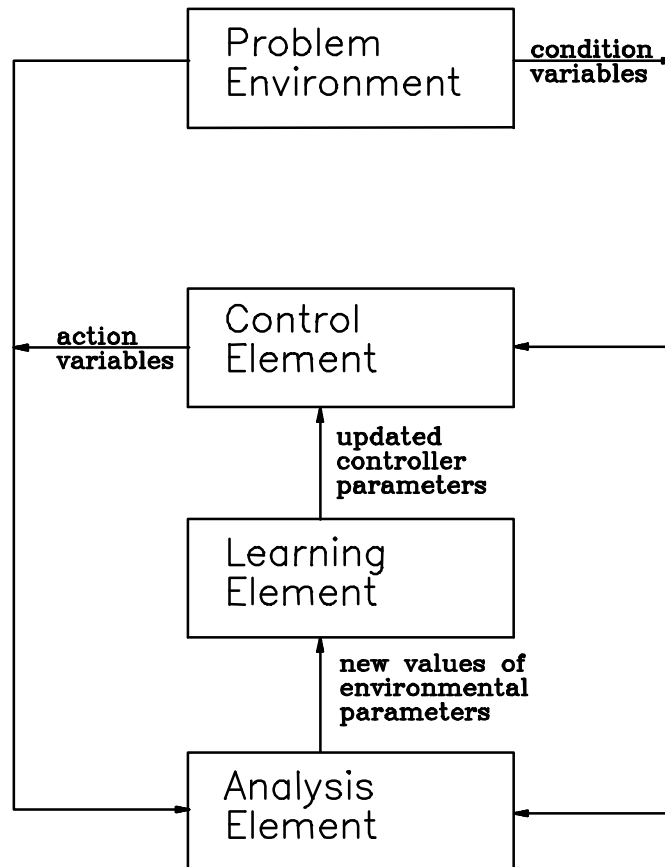 Problem
Environment
condition
variables
Control
Element
action
variables
updated
controller
parameters
Learning
Element
new values of
environmental
parameters
Analysis
Element